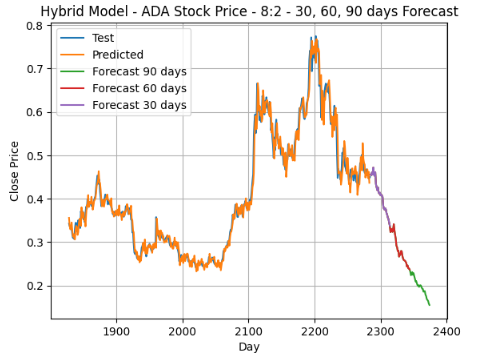 Hybrid Model - ADA Stock Price - 8:2 - 30, 60, 90 days Forecast
Test
Predicted
Forecast 90 days
Forecast 60 days
Forecast 30 days
Close Price
0.8
0.7
0.6
0.5
0.4
0.3
0.2
1900
2000
2100
2200
2300
2400
Day